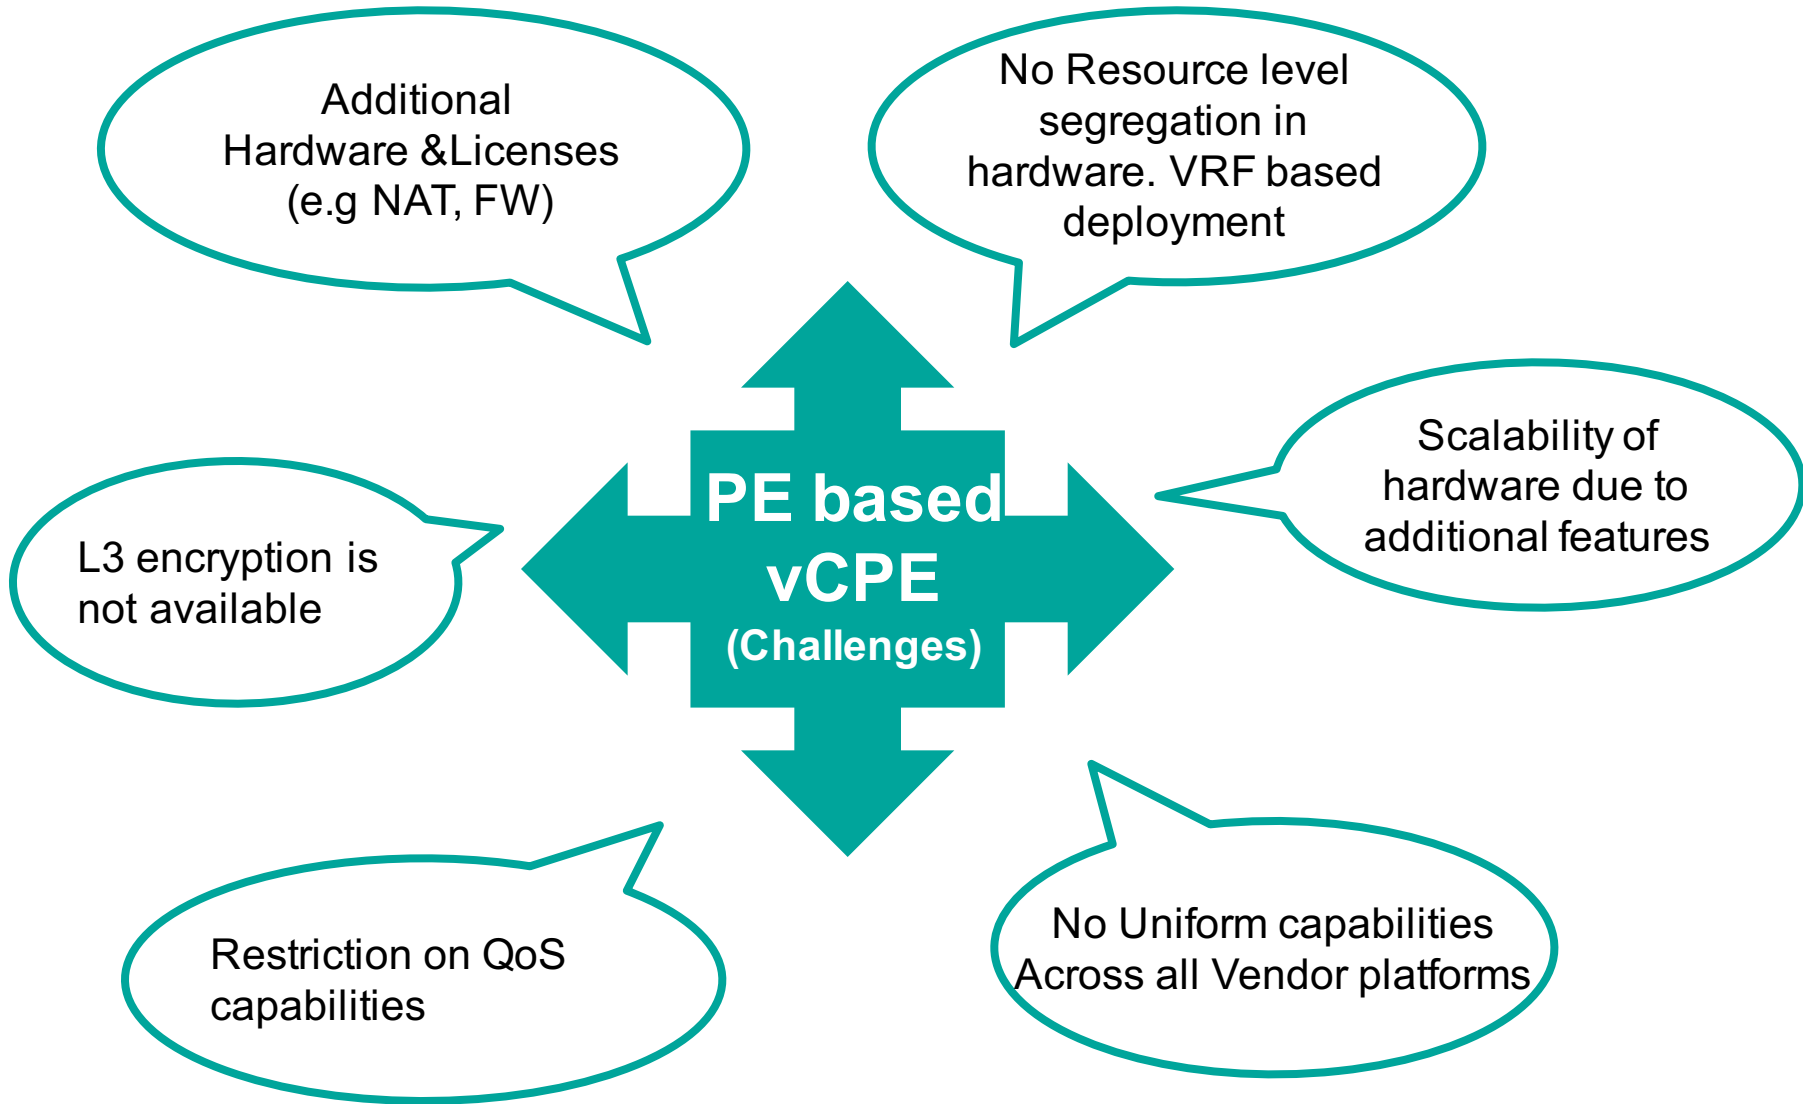 Additional
Hardware &Licenses
(e.g NAT, FW)
No Resource level
segregation in
hardware. VRF based
deployment
Scalability of
hardware due to
additional features
PE based
vCPE
(Challenges)
L3 encryption is
not available
Restriction on QoS
capabilities
No Uniform capabilities
Across all Vendor platforms